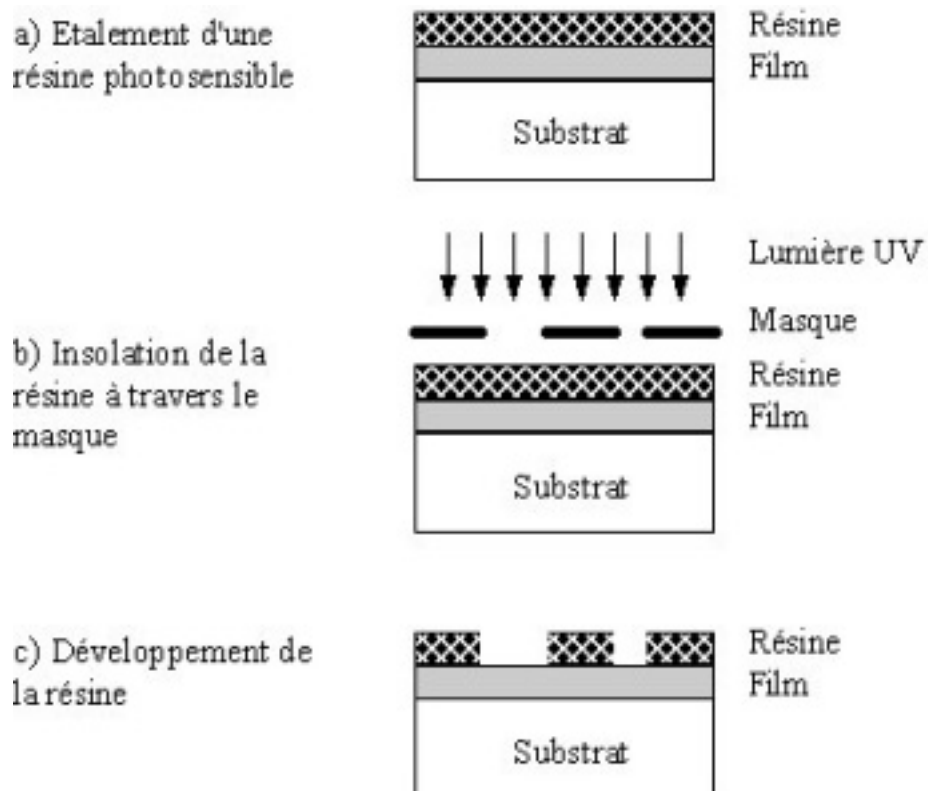 a) Etalement d'une
résine photosensible
Résine
Film
Substrat
Lumière UV
Masque
b) Insolation de la
résine à travers le
masque
Résine
Film
Substrat
c) Développement de
la résine
Résine
Film
Substrat